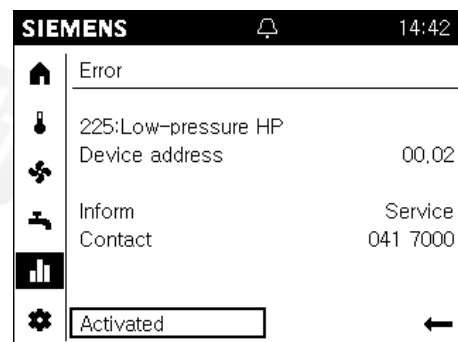 SIEMENS 14:42
Error
225:Low-pressure HP
Device address 00.02
Inform Service
Contact 041 7000
Activated